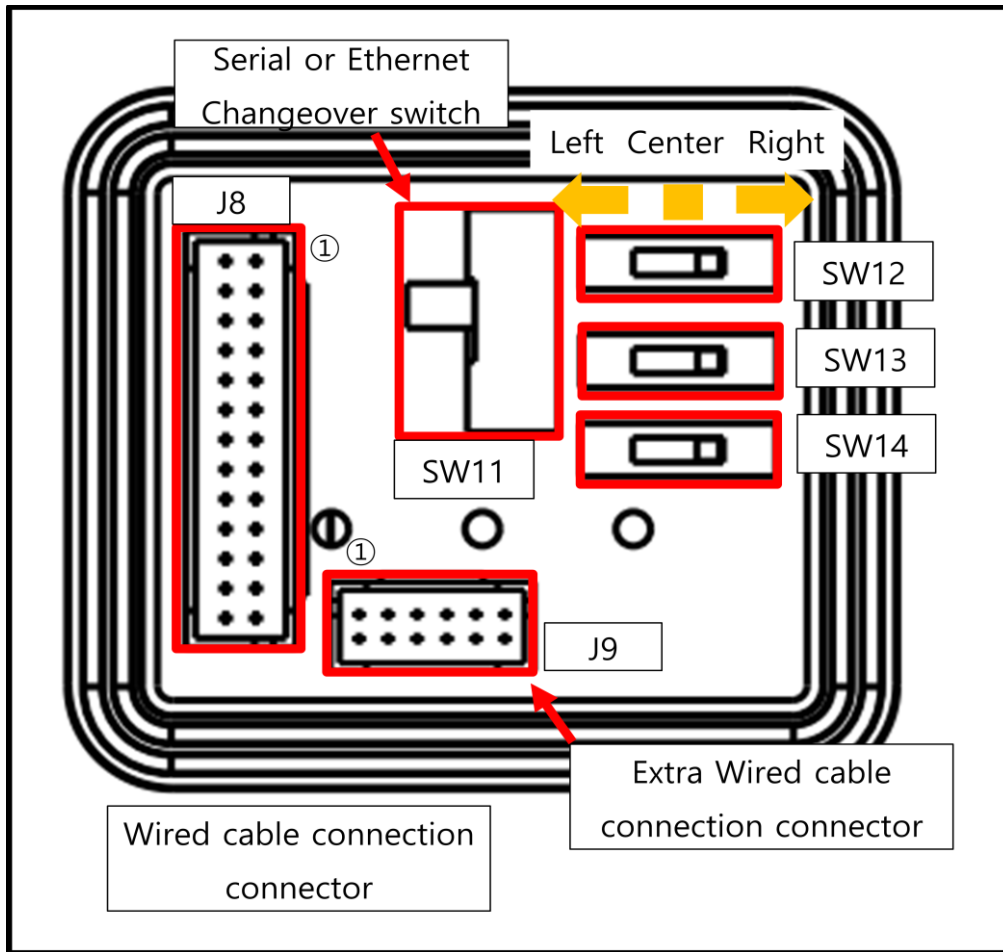 Serial or Ethernet
Changeover switch
Left Center Right
J8
①
SW12
SW13
SW14
SW11
①
J9
Extra Wired cable
connection connector
Wired cable connection
connector